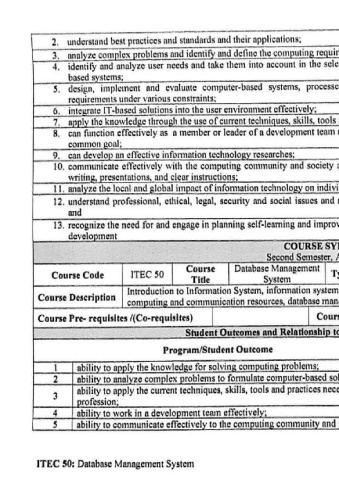 2. understand best practices and standards and their applications;
3. analyze complex problems and identify and define the computing requir
4. identify and analyze user needs and take them into account in the sele
based systems;
5. design, implement and evaluate computer-based systems, processe
requirements under various constraints;
6. integrate IT-based solutions into the user environment effectively;
7. apply the knowledge through the use of current techniques, skills, tools
8. can function effectively as a member or leader of a development team
common goal;
9. can develop an effective information technology researches;
10. communicate effectively with the computing community and society
writing, presentations, and clear instructions;
11. analyze the local and global impact of information technology on indivi
12. understand professional, ethical, legal, security and social issues and
and
13. recognize the need for and engage in planning self-learning and improv
development
COURSE SY
Second Semester,
Course Code ITEC 50 Course Title Database Management System
Course Description Introduction to Information System, information system
computing and communication resources, database man
Course Pre- requisites /(Co-requisites) Cour
Student Outcomes and Relationship to
Program/Student Outcome
1 ability to apply the knowledge for solving computing problems;
2 ability to analyze complex problems to formulate computer-based sol
3 ability to apply the current techniques, skills, tools and practices nece
profession;
4 ability to work in a development team effectively;
5 ability to communicate effectively to the computing community and
ITEC 50: Database Management System